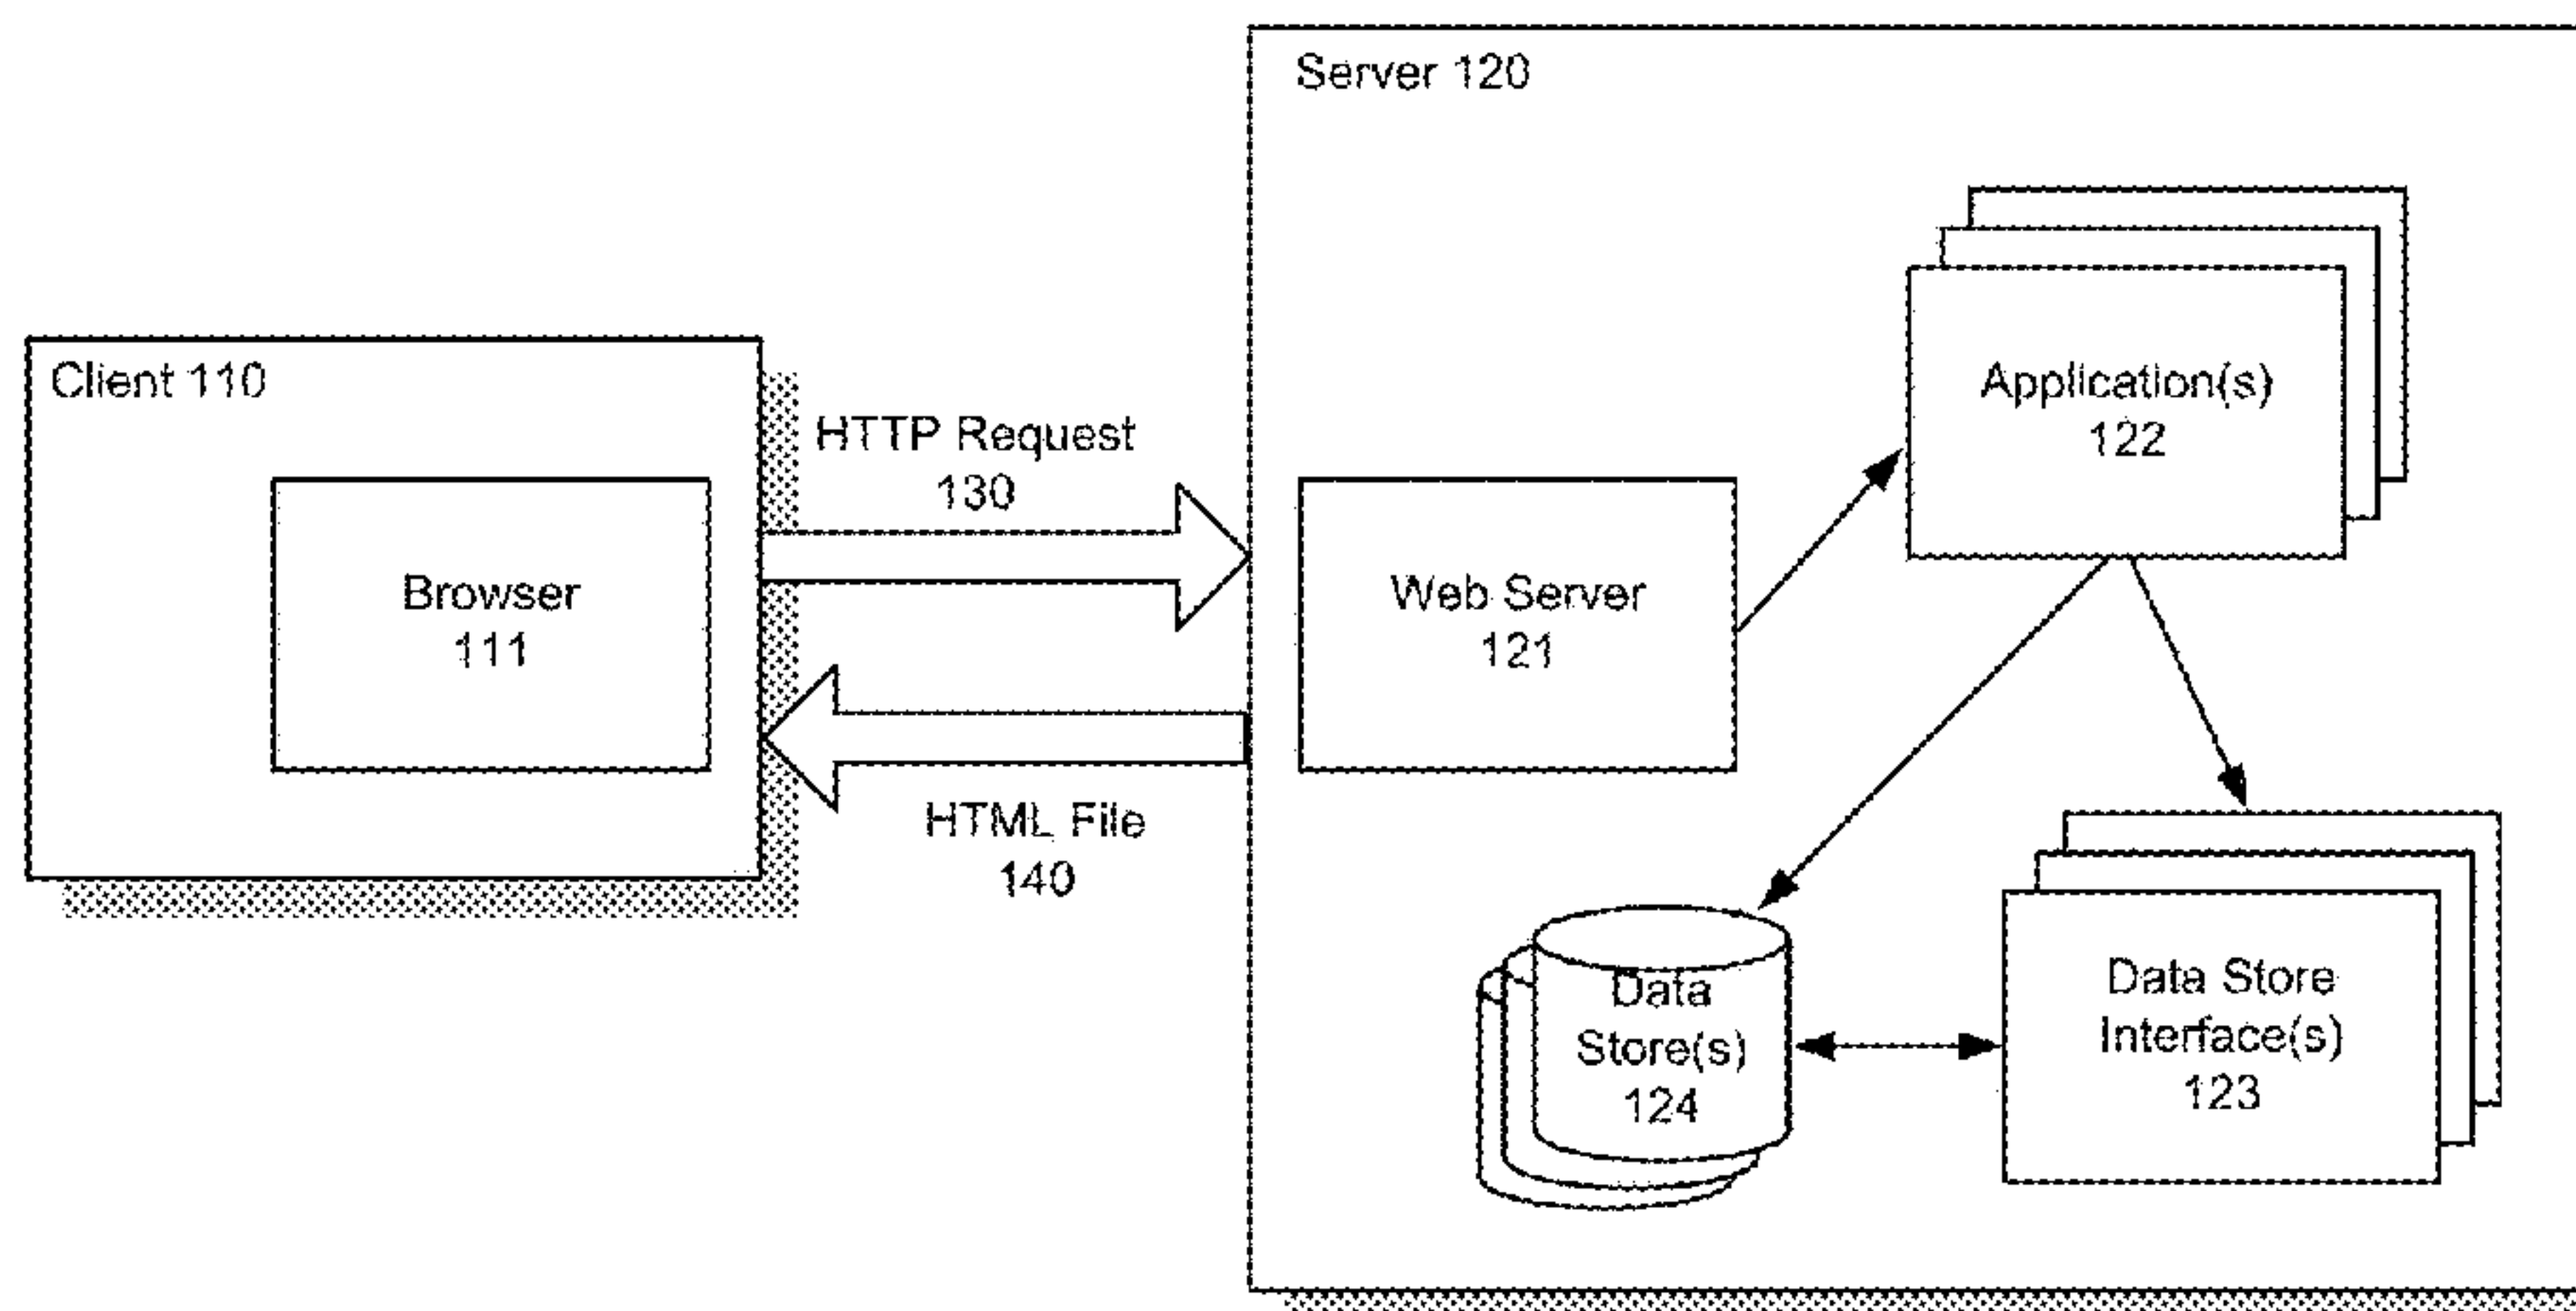 Server 120
Client 110
HTTP Request
130
Browser
111
HTML File
140
Web Server
121
Application(s)
122
Data
Store(s)
124
Data Store
Interface(s)
123